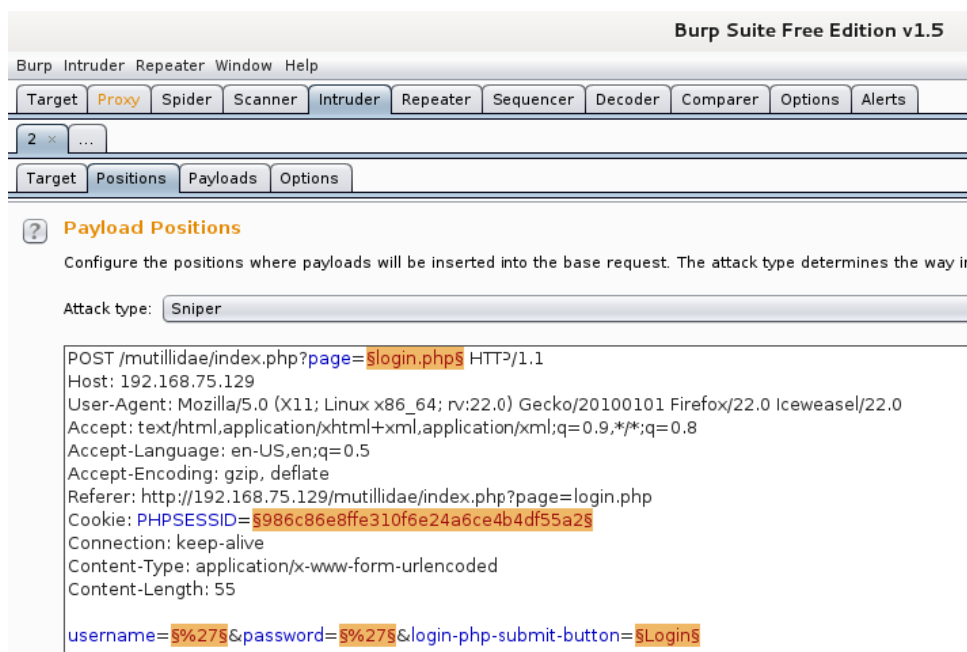 Burp Suite Free Edition v1.5
Burp Intruder Repeater Window Help
Target Proxy Spider Scanner Intruder Repeater Sequencer Decoder Comparer Options Alerts
2 × ...
Target Positions Payloads Options
? Payload Positions
Configure the positions where payloads will be inserted into the base request. The attack type determines the way
Attack type: Sniper
POST /mutillidae/index.php?page=§login.php§ HTTP/1.1
Host: 192.168.75.129
User-Agent: Mozilla/5.0 (X11; Linux x86_64; rv:22.0) Gecko/20100101 Firefox/22.0 Iceweasel/22.0
Accept: text/html,application/xhtml+xml,application/xml;q=0.9,*/*;q=0.8
Accept-Language: en-US,en;q=0.5
Accept-Encoding: gzip, deflate
Referer: http://192.168.75.129/mutillidae/index.php?page=login.php
Cookie: PHPSESSID=§986c86e8ffe310f6e24a6ce4b4df55a2§
Connection: keep-alive
Content-Type: application/x-www-form-urlencoded
Content-Length: 55
username=§%27§&password=§%27§&login-php-submit-button=§Login§